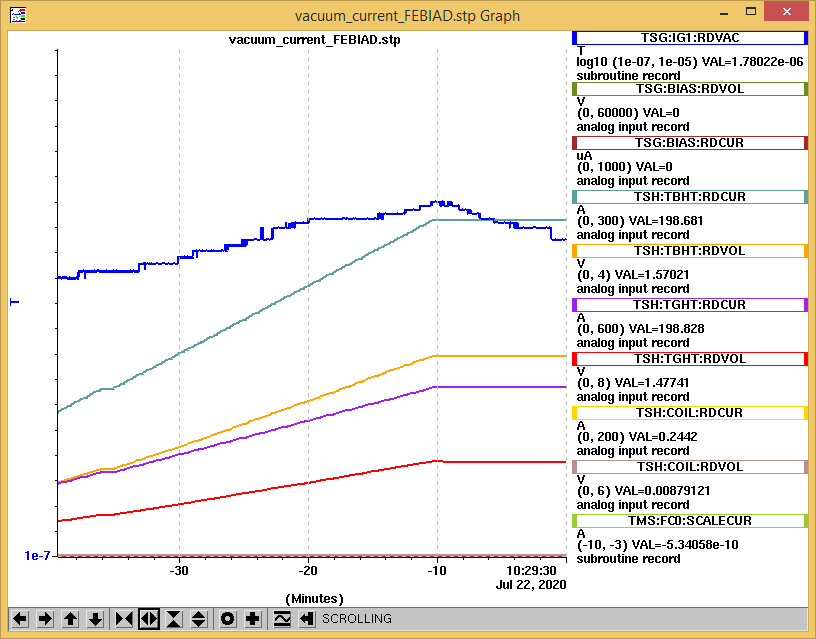 vacuum_current_FEBIAD.stp Graph
vacuum_current_FEBIAD.stp
T
1e-7
-30
-20
-10
10:29:30
Jul 22, 2020
(Minutes)
TSG:IG1:RDVAC
T
log10 (1e-07, 1e-05) VAL=1.78022e-06
subroutine record
TSG:BIAS:RDVOL
V
(0, 60000) VAL=0
analog input record
TSG:BIAS:RDCUR
uA
(0, 1000) VAL=0
analog input record
TSH:TBHT:RDCUR
A
(0, 300) VAL=198.681
analog input record
TSH:TBHT:RDVOL
V
(0, 4) VAL=1.57021
analog input record
TSH:TGHT:RDCUR
A
(0, 600) VAL=198.828
analog input record
TSH:TGHT:RDVOL
V
(0, 8) VAL=1.47741
analog input record
TSH:COIL:RDCUR
A
(0, 200) VAL=0.2442
analog input record
TSH:COIL:RDVOL
V
(0, 6) VAL=0.00879121
analog input record
TMS:FC0:SCALECUR
A
(-10, -3) VAL=-5.34058e-10
subroutine record
SCROLLING